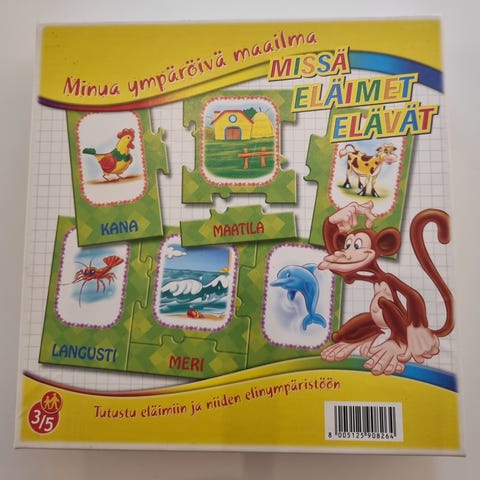 Minua ympäröivä maailma
MISSÄ
ELÄIMET
ELÄVÄT
KANA
MAATILA
LANGUSTI
MERI
3/5
Tutustu eläimiin ja niiden elinympäristöön
8 005125 908264